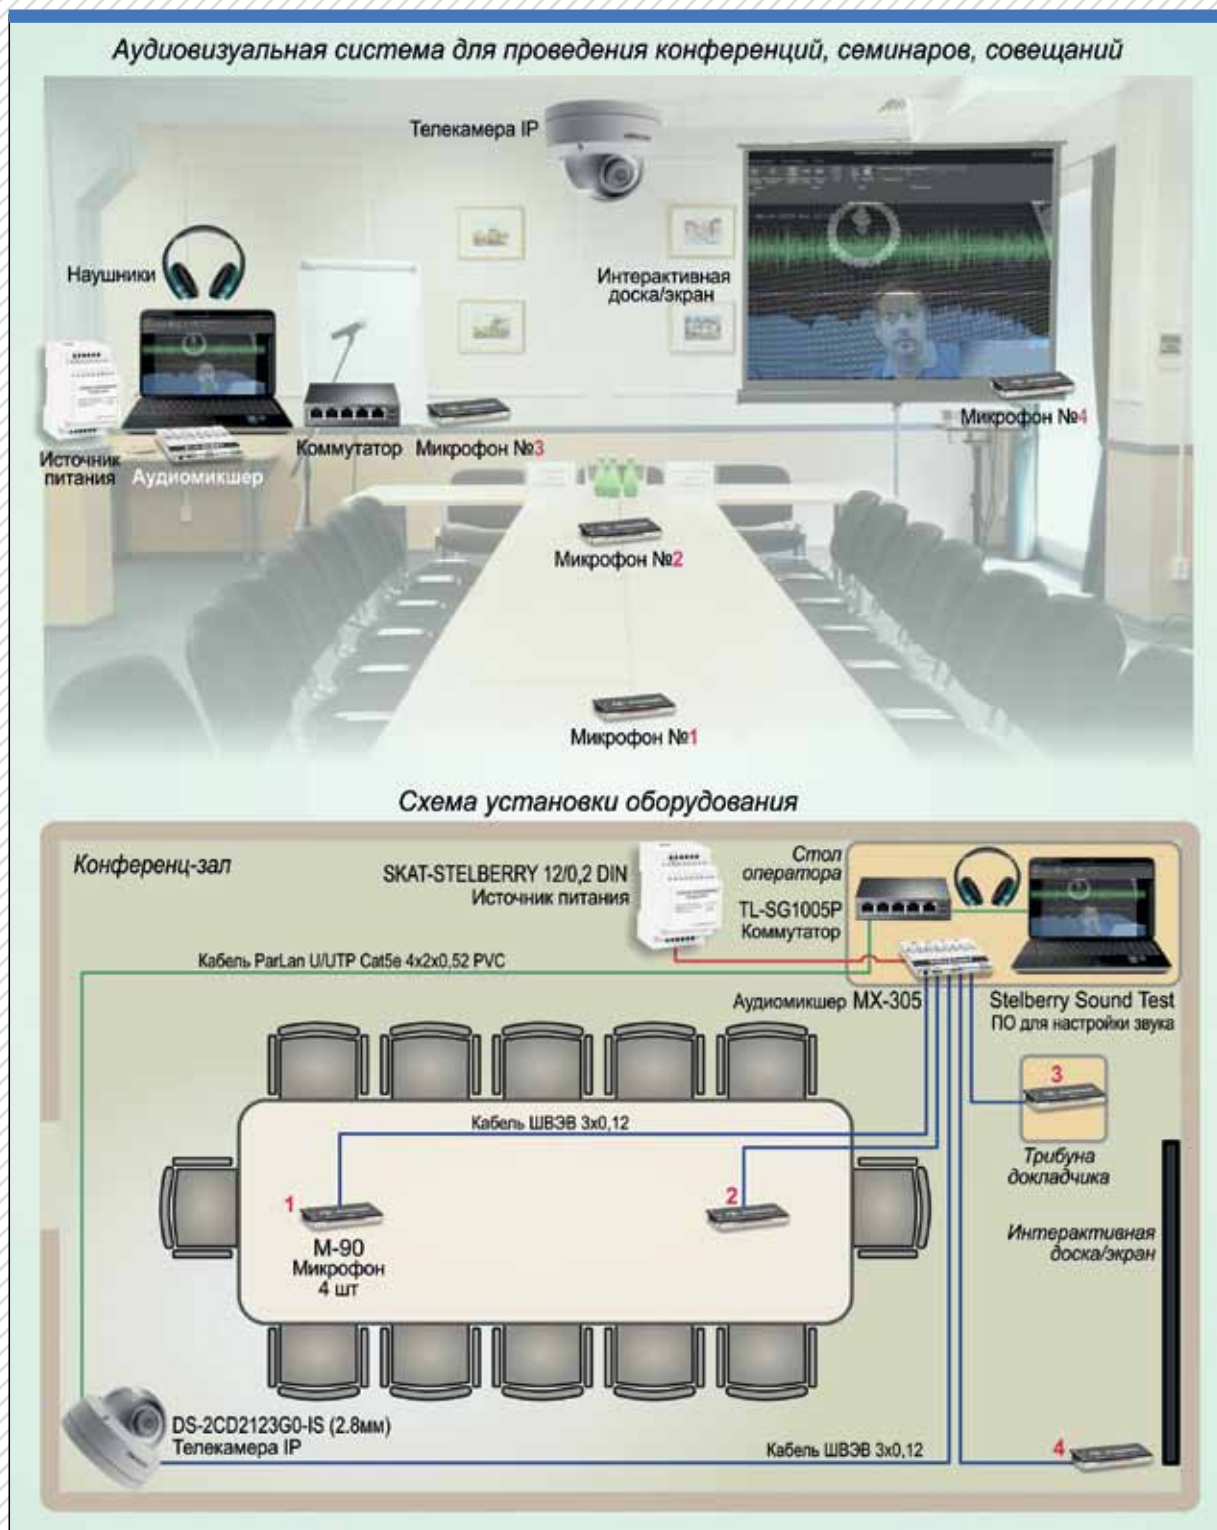 Аудиовизуальная система для проведения конференций, семинаров, совещаний
Телекамера IP
Наушники
Интерактивная
доска/экран
Микрофон №4
Коммутатор
Микрофон №3
Источник
питания
Аудиомикшер
Микрофон №2
Микрофон №1
Схема установки оборудования
Конференц-зал
SKAT-STELBERRY 12/0,2 DIN
Источник питания
Стол
оператора
TL-SG1005P
Коммутатор
Кабель ParLan U/UTP Cat5e 4x2x0,52 PVC
Аудиомикшер MX-305
Stelberry Sound Test
ПО для настройки звука
3
Кабель ШВЭВ 3x0,12
Трибуна
докладчика
1
2
M-90
Микрофон
4 шт
Интерактивная
доска/экран
DS-2CD2123G0-IS (2.8мм)
Телекамера IP
Кабель ШВЭВ 3x0,12
4